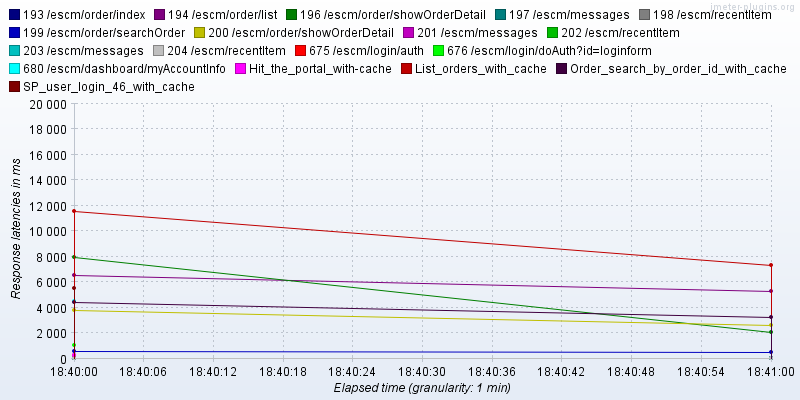 jmeter-plugins.org
193 /escm/order/index 194 /escm/order/list 196 /escm/order/showOrderDetail 197 /escm/messages 198 /escm/recentItem
199 /escm/order/searchOrder 200 /escm/order/showOrderDetail 201 /escm/messages 202 /escm/recentItem
203 /escm/messages 204 /escm/recentItem 675 /escm/login/auth 676 /escm/login/doAuth?id=loginform
680 /escm/dashboard/myAccountInfo Hit_the_portal_with-cache List_orders_with_cache Order_search_by_order_id_with_cache
SP_user_login_46_with_cache
Response latencies in ms
20 000
18 000
16 000
14 000
12 000
10 000
8 000
6 000
4 000
2 000
0
18:40:00 18:40:06 18:40:12 18:40:18 18:40:24 18:40:30 18:40:36 18:40:42 18:40:48 18:40:54 18:41:00
Elapsed time (granularity: 1 min)